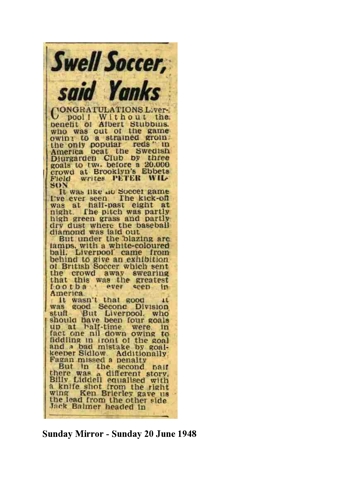 Swell Soccer,
said Yanks
CONGRATULATIONS Liver-
pool! Without the
benefit of Albert Stubbins,
who was out of the game
owing to a strained groin,
the only popular "reds" in
America beat the Swedish
Djurgarden Club by three
goals to two before a 20,000
crowd at Brooklyn's Ebbets
Field writes PETER WIL-
SON
It was like no Soccer game
I've ever seen. The kick-off
was at half-past eight at
night. The pitch was partly
high green grass and partly
dry dust where the baseball
diamond was laid out.
But under the blazing arc
lamps, with a white-coloured
ball, Liverpool came from
behind to give an exhibition
of British Soccer which sent
the crowd away swearing
that this was the greatest
footba ever seen in
America.
It wasn't that good it
was good Second Division
stuff. But Liverpool, who
should have been four goals
up at half-time were in
fact one nil down owing to
fiddling in front of the goal
and a bad mistake by goal-
keeper Sidlow. Additionally
Fagan missed a penalty
But in the second half
there was a different story.
Billy Liddell equalised with
a knife shot from the right
wing Ken Brierley gave us
the lead from the other side
Jack Balmer headed in
Sunday Mirror - Sunday 20 June 1948